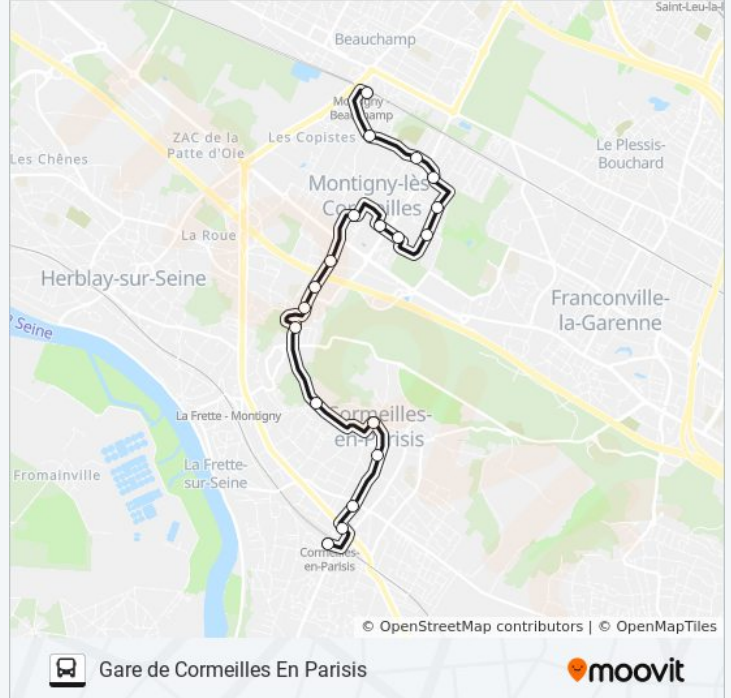 Saint-Leu-la-
Beauchamp
Montigny
Beauchamp
ZAC de la
Patte d'Oie
Les Copistes
Les Chênes
Le Plessis-
Bouchard
Montigny-lès
Cormeilles
La Roue
Herblay-sur-Seine
Franconville-
la-Garenne
Seine
Cormeilles-
en-Parisis
La Frette - Montigny
La Frette-
sur-Seine
Fromainville
Cormeilles-
en-Parisis
© OpenStreetMap contributors | © OpenMapTiles
Gare de Cormeilles En Parisis
moovit